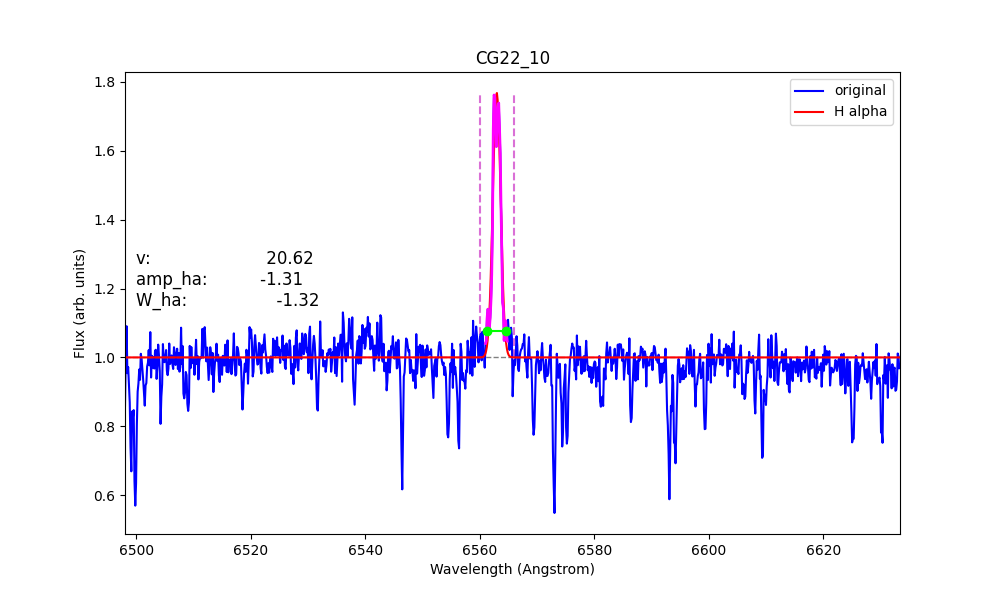 CG22_10
original
H alpha
v: 20.62
amp_ha: -1.31
W_ha: -1.32
Flux (arb. units)
1.8
1.6
1.4
1.2
1.0
0.8
0.6
6500 6520 6540 6560 6580 6600 6620
Wavelength (Angstrom)